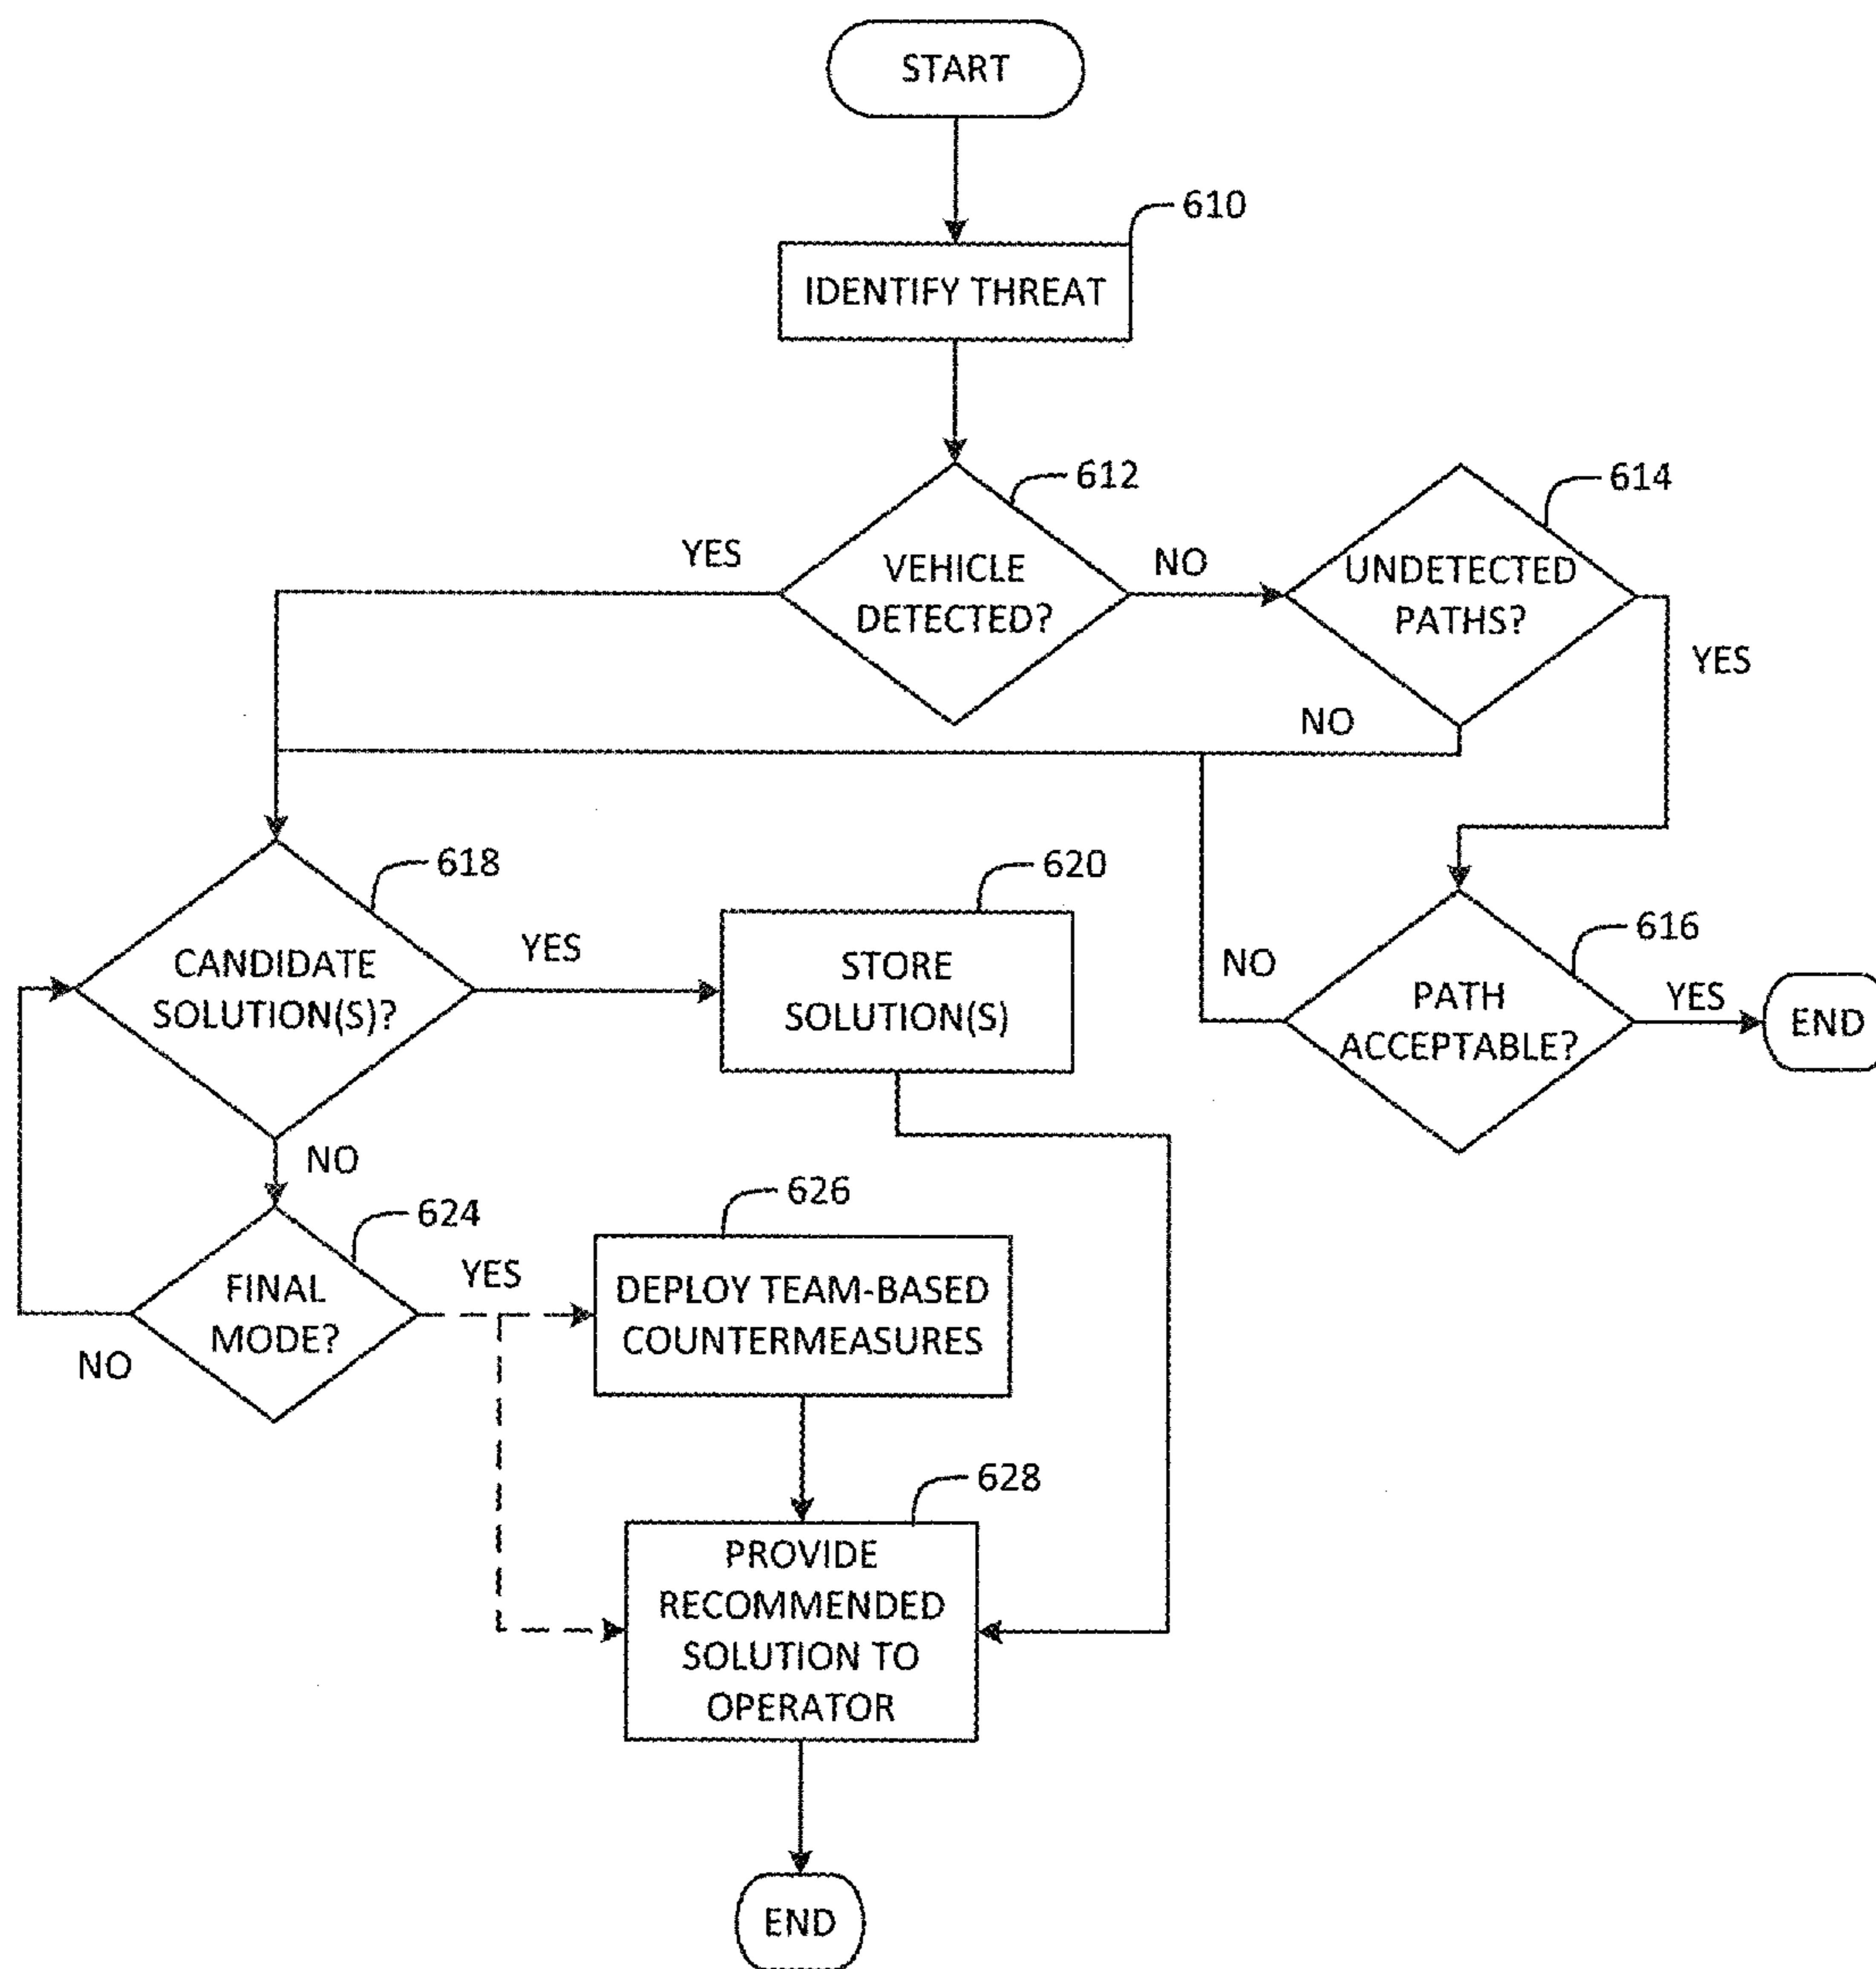 START
610
IDENTIFY THREAT
612
614
YES
VEHICLE
DETECTED?
NO
UNDETECTED
PATHS?
YES
NO
618
620
616
CANDIDATE
SOLUTION(S)?
YES
STORE
SOLUTION(S)
NO
PATH
ACCEPTABLE?
YES
END
NO
624
626
FINAL
MODE?
YES
NO
DEPLOY TEAM-BASED
COUNTERMEASURES
628
PROVIDE
RECOMMENDED
SOLUTION TO
OPERATOR
END